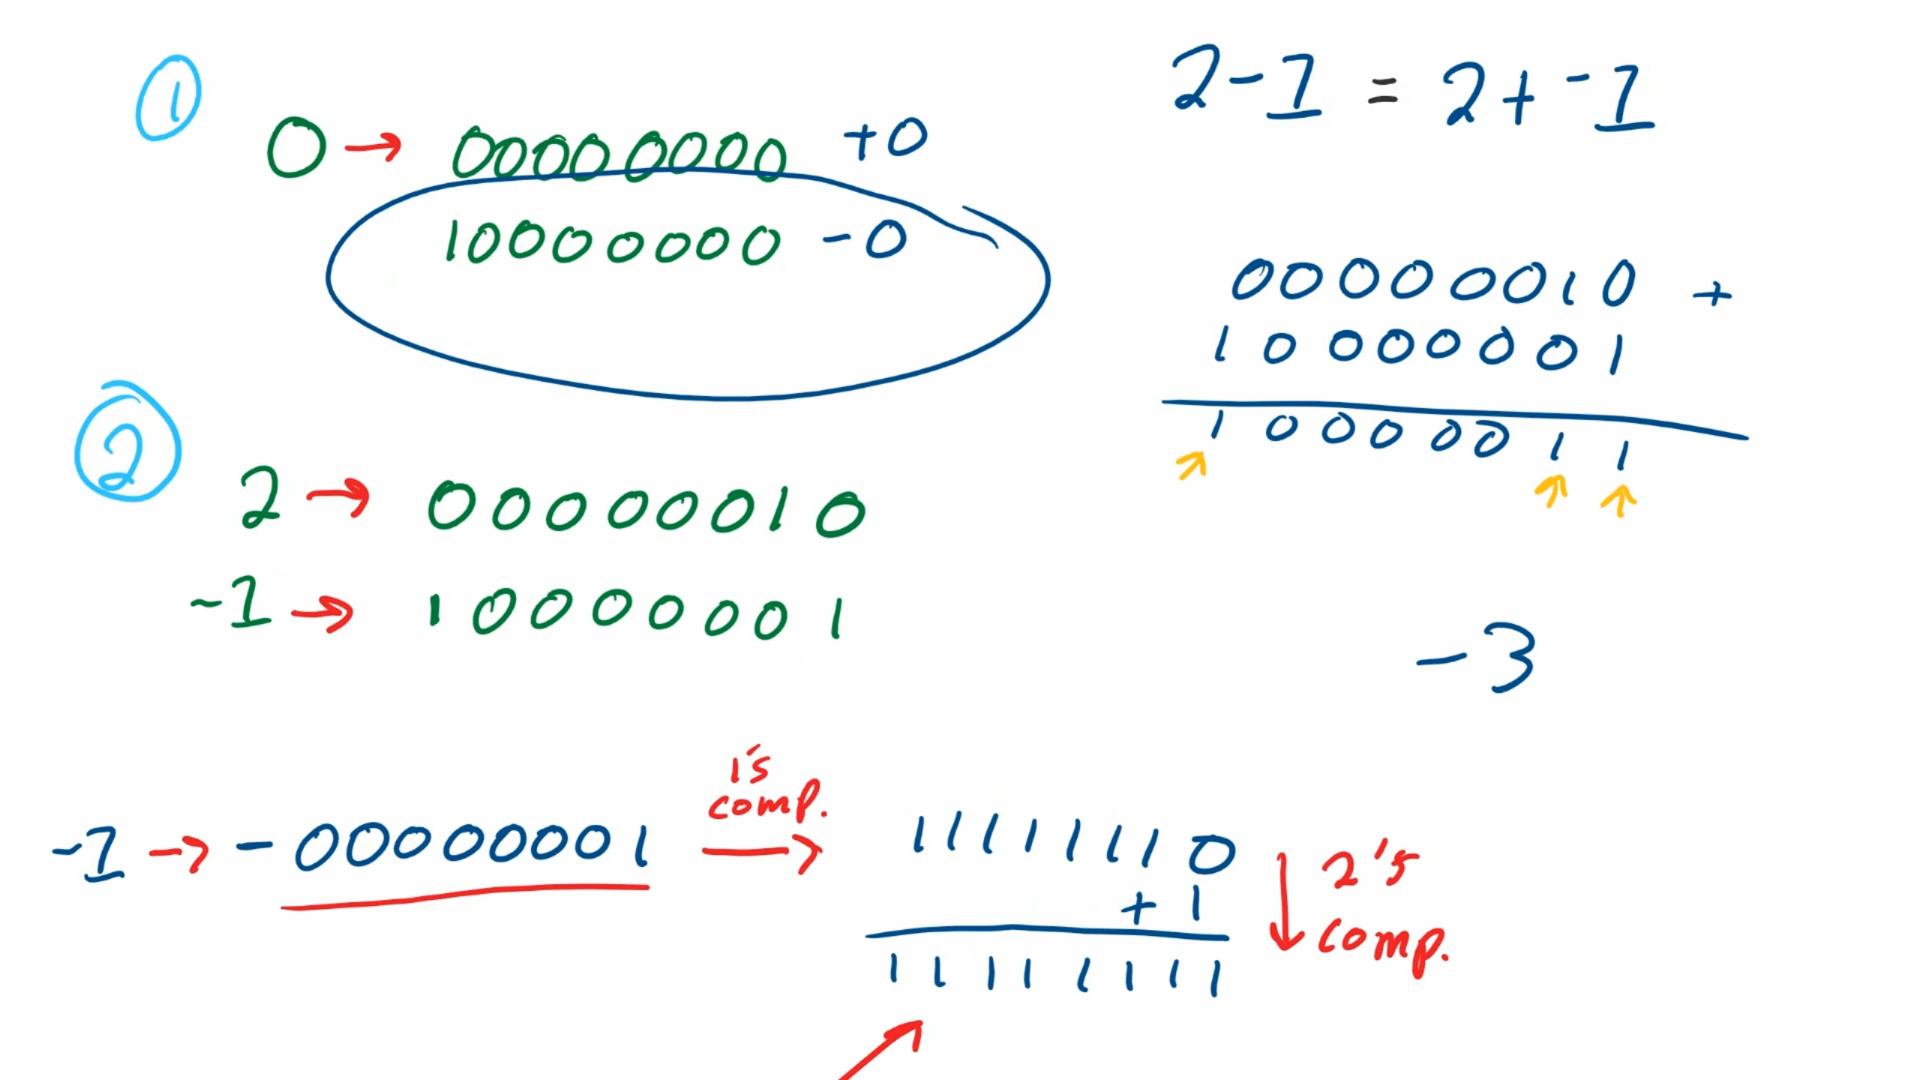 1
0 → 00000000 +0
10000000 -0
2 - 1 = 2 + -1
00000010 +
10000001
10000011
-3
2
2 → 00000010
-1 → 10000001
-1 → -00000001
1's
comp.
→
11111110
+ 1
11111111
2's
comp.